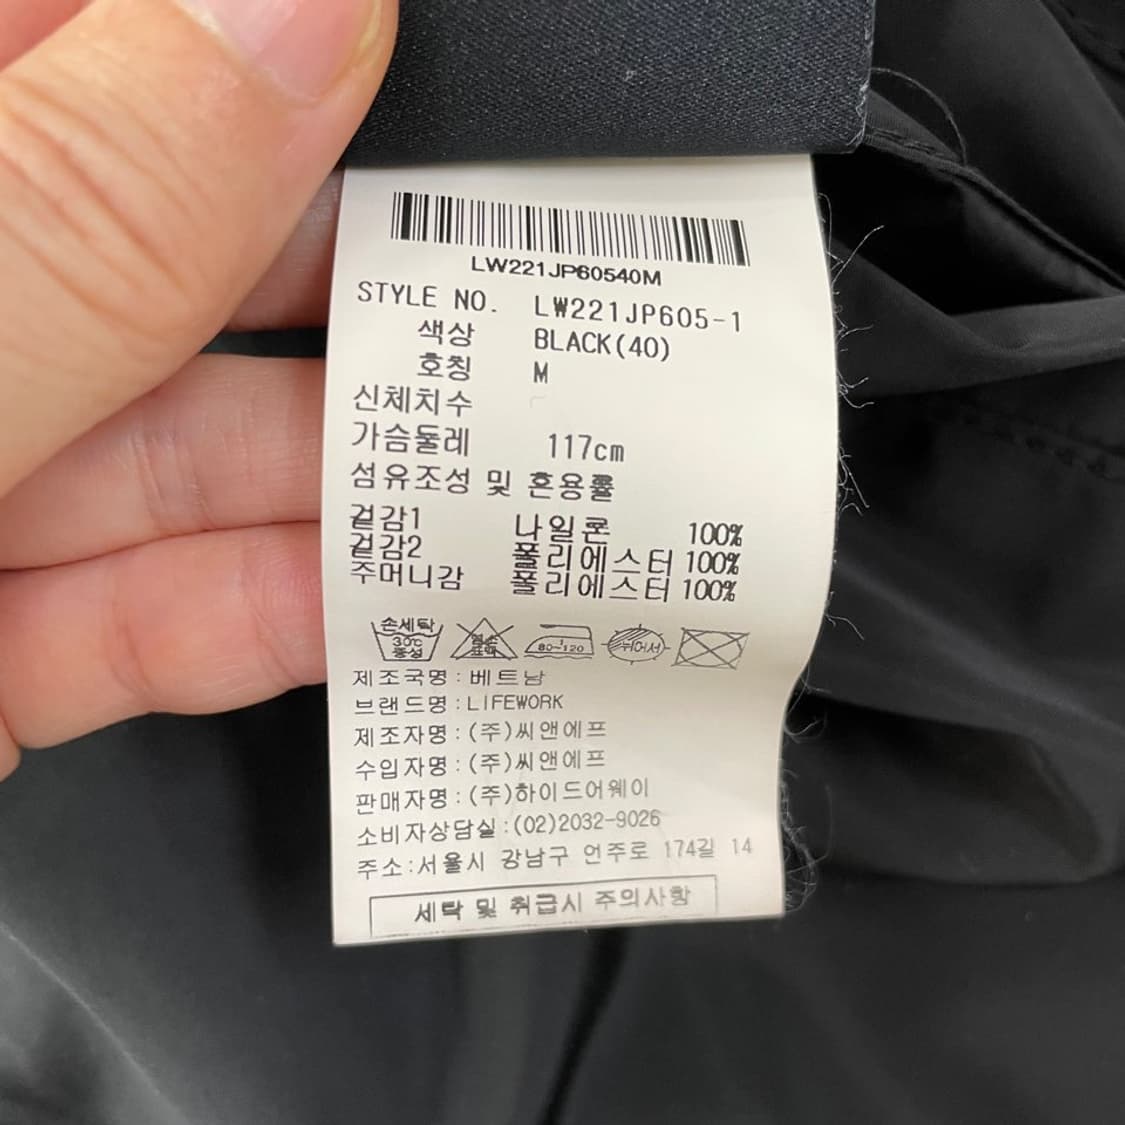 LW221JP60540M
STYLE NO. LW221JP605-1
색상 BLACK(40)
호칭 M
신체치수
가슴둘레 117cm
섬유조성 및 혼용률
겉감1 나일론 100%
겉감2 폴리에스터 100%
주머니감 폴리에스터 100%
손세탁 30℃ 중성 염소 표백 80~120 뉘어서
제조국명:베트남
브랜드명:LIFEWORK
제조자명:(주)씨앤에프
수입자명:(주)씨앤에프
판매자명:(주)하이드어웨이
소비자상담실:(02)2032-9026
주소:서울시 강남구 언주로 174길 14
세탁 및 취급시 주의사항